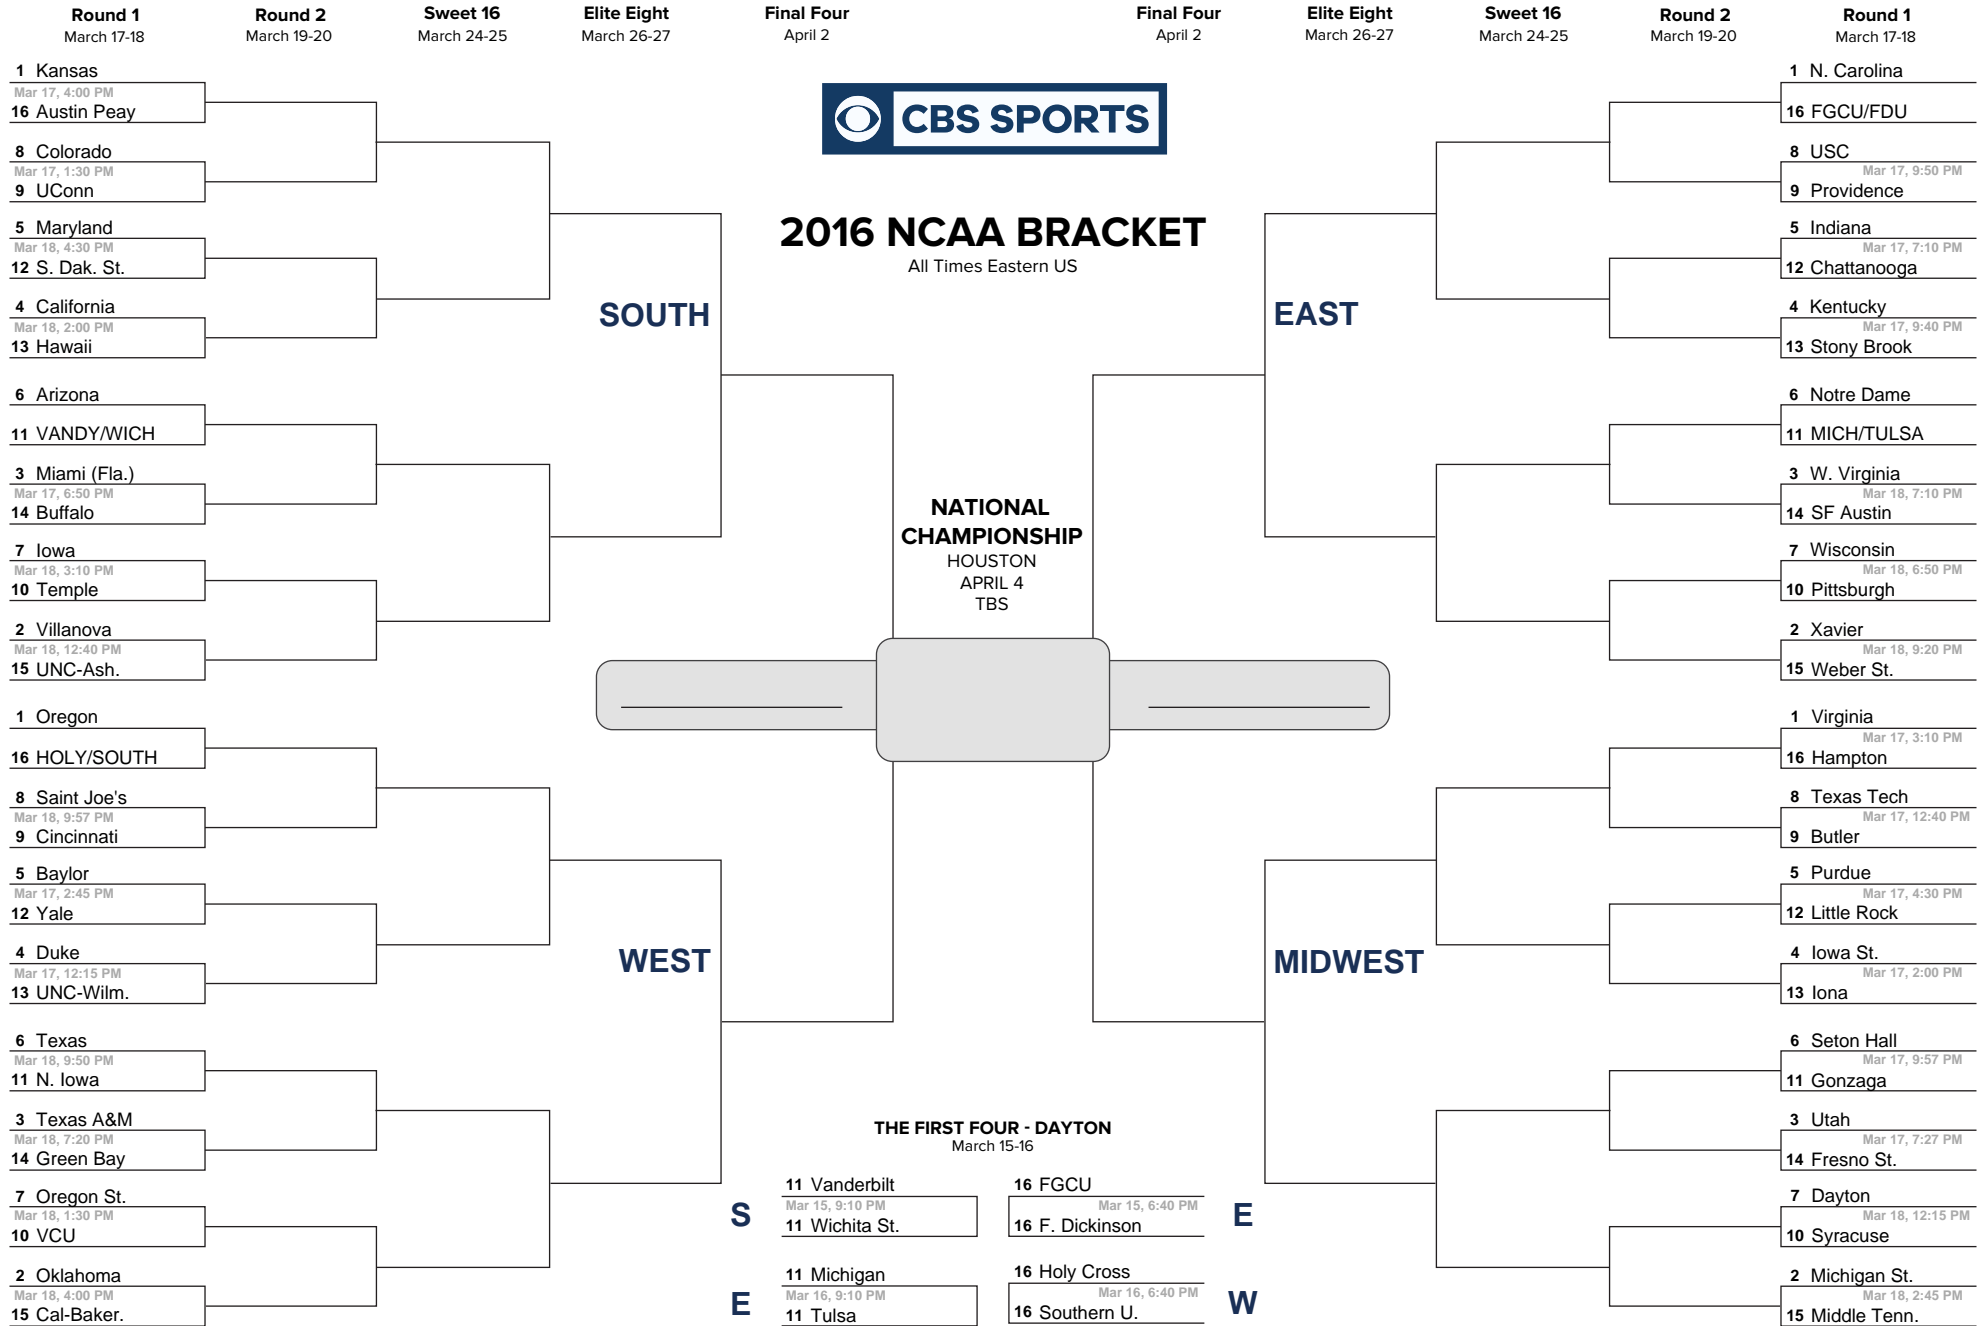 Round 1
March 17-18
Round 2
March 19-20
Sweet 16
March 24-25
Elite Eight
March 26-27
Final Four
April 2
Final Four
April 2
Elite Eight
March 26-27
Sweet 16
March 24-25
Round 2
March 19-20
Round 1
March 17-18
CBS SPORTS
2016 NCAA BRACKET
All Times Eastern US
SOUTH
1 Kansas
Mar 17, 4:00 PM
16 Austin Peay
8 Colorado
Mar 17, 1:30 PM
9 UConn
5 Maryland
Mar 18, 4:30 PM
12 S. Dak. St.
4 California
Mar 18, 2:00 PM
13 Hawaii
6 Arizona
11 VANDY/WICH
3 Miami (Fla.)
Mar 17, 6:50 PM
14 Buffalo
7 Iowa
Mar 18, 3:10 PM
10 Temple
2 Villanova
Mar 18, 12:40 PM
15 UNC-Ash.
WEST
1 Oregon
16 HOLY/SOUTH
8 Saint Joe's
Mar 18, 9:57 PM
9 Cincinnati
5 Baylor
Mar 17, 2:45 PM
12 Yale
4 Duke
Mar 17, 12:15 PM
13 UNC-Wilm.
6 Texas
Mar 18, 9:50 PM
11 N. Iowa
3 Texas A&M
Mar 18, 7:20 PM
14 Green Bay
7 Oregon St.
Mar 18, 1:30 PM
10 VCU
2 Oklahoma
Mar 18, 4:00 PM
15 Cal-Baker.
NATIONAL
CHAMPIONSHIP
HOUSTON
APRIL 4
TBS
EAST
1 N. Carolina
16 FGCU/FDU
8 USC
Mar 17, 9:50 PM
9 Providence
5 Indiana
Mar 17, 7:10 PM
12 Chattanooga
4 Kentucky
Mar 17, 9:40 PM
13 Stony Brook
6 Notre Dame
11 MICH/TULSA
3 W. Virginia
Mar 18, 7:10 PM
14 SF Austin
7 Wisconsin
Mar 18, 6:50 PM
10 Pittsburgh
2 Xavier
Mar 18, 9:20 PM
15 Weber St.
MIDWEST
1 Virginia
Mar 17, 3:10 PM
16 Hampton
8 Texas Tech
Mar 17, 12:40 PM
9 Butler
5 Purdue
Mar 17, 4:30 PM
12 Little Rock
4 Iowa St.
Mar 17, 2:00 PM
13 Iona
6 Seton Hall
Mar 17, 9:57 PM
11 Gonzaga
3 Utah
Mar 17, 7:27 PM
14 Fresno St.
7 Dayton
Mar 18, 12:15 PM
10 Syracuse
2 Michigan St.
Mar 18, 2:45 PM
15 Middle Tenn.
THE FIRST FOUR - DAYTON
March 15-16
S
11 Vanderbilt
Mar 15, 9:10 PM
11 Wichita St.
16 FGCU
Mar 15, 6:40 PM
16 F. Dickinson
E
E
11 Michigan
Mar 16, 9:10 PM
11 Tulsa
16 Holy Cross
Mar 16, 6:40 PM
16 Southern U.
W